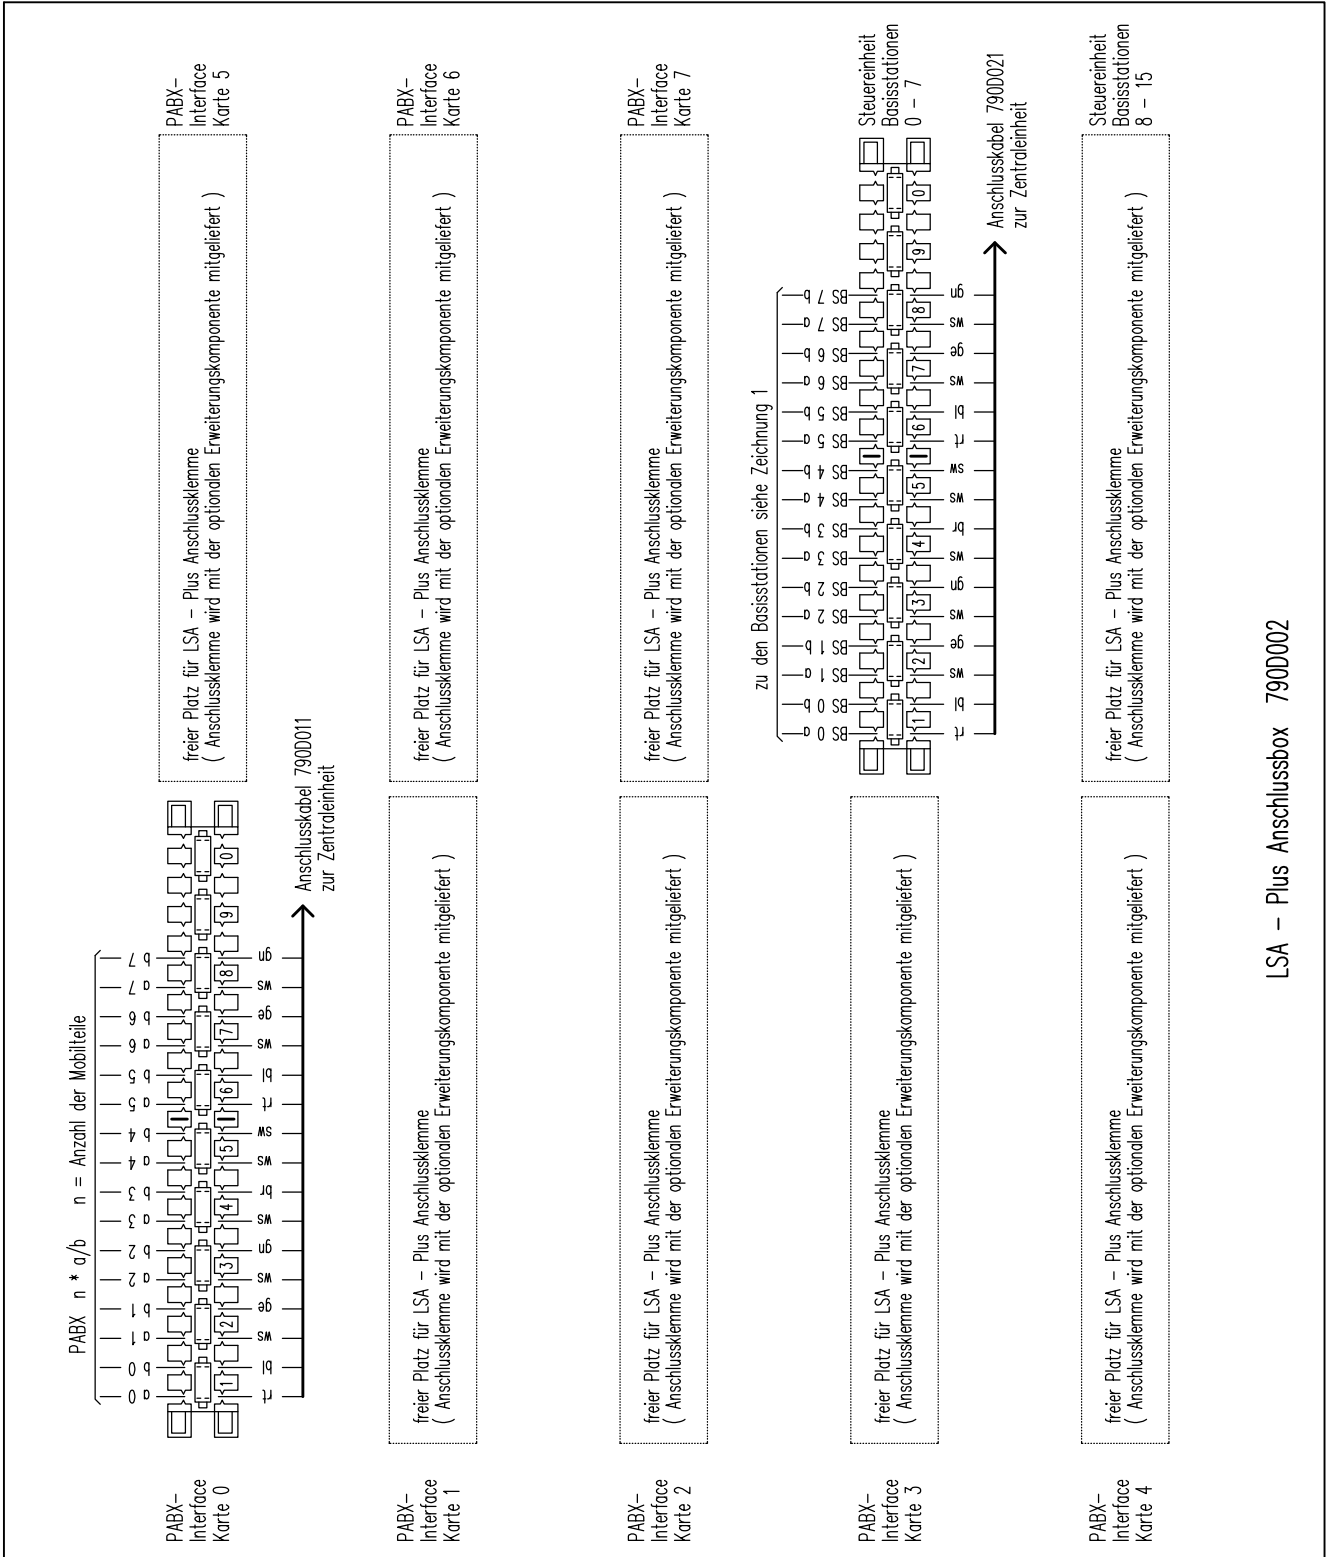 PABX n * a/b n = Anzahl der Mobilteile
a 0
b 0
a 1
b 1
a 2
b 2
a 3
b 3
a 4
b 4
a 5
b 5
a 6
b 6
a 7
b 7
1 2 3 4 5 6 7 8 9 0
rt
bl
ws
ge
ws
gn
ws
br
ws
sw
rt
bl
ws
ge
ws
gn
PABX-
Interface
Karte 0
Anschlusskabel 790D011
zur Zentraleinheit
freier Platz für LSA - Plus Anschlussklemme
( Anschlussklemme wird mit der optionalen Erweiterungskomponente mitgeliefert )
PABX-
Interface
Karte 5
PABX-
Interface
Karte 1
freier Platz für LSA - Plus Anschlussklemme
( Anschlussklemme wird mit der optionalen Erweiterungskomponente mitgeliefert )
freier Platz für LSA - Plus Anschlussklemme
( Anschlussklemme wird mit der optionalen Erweiterungskomponente mitgeliefert )
PABX-
Interface
Karte 6
PABX-
Interface
Karte 2
freier Platz für LSA - Plus Anschlussklemme
( Anschlussklemme wird mit der optionalen Erweiterungskomponente mitgeliefert )
freier Platz für LSA - Plus Anschlussklemme
( Anschlussklemme wird mit der optionalen Erweiterungskomponente mitgeliefert )
PABX-
Interface
Karte 7
PABX-
Interface
Karte 3
freier Platz für LSA - Plus Anschlussklemme
( Anschlussklemme wird mit der optionalen Erweiterungskomponente mitgeliefert )
zu den Basisstationen siehe Zeichnung 1
BS 0 a
BS 0 b
BS 1 a
BS 1 b
BS 2 a
BS 2 b
BS 3 a
BS 3 b
BS 4 a
BS 4 b
BS 5 a
BS 5 b
BS 6 a
BS 6 b
BS 7 a
BS 7 b
1 2 3 4 5 6 7 8 9 0
rt
bl
ws
ge
ws
gn
ws
br
ws
sw
rt
bl
ws
ge
ws
gn
Steuereinheit
Basisstationen
0 - 7
Anschlusskabel 790D021
zur Zentraleinheit
PABX-
Interface
Karte 4
freier Platz für LSA - Plus Anschlussklemme
( Anschlussklemme wird mit der optionalen Erweiterungskomponente mitgeliefert )
freier Platz für LSA - Plus Anschlussklemme
( Anschlussklemme wird mit der optionalen Erweiterungskomponente mitgeliefert )
Steuereinheit
Basisstationen
8 - 15
LSA - Plus Anschlussbox 790D002